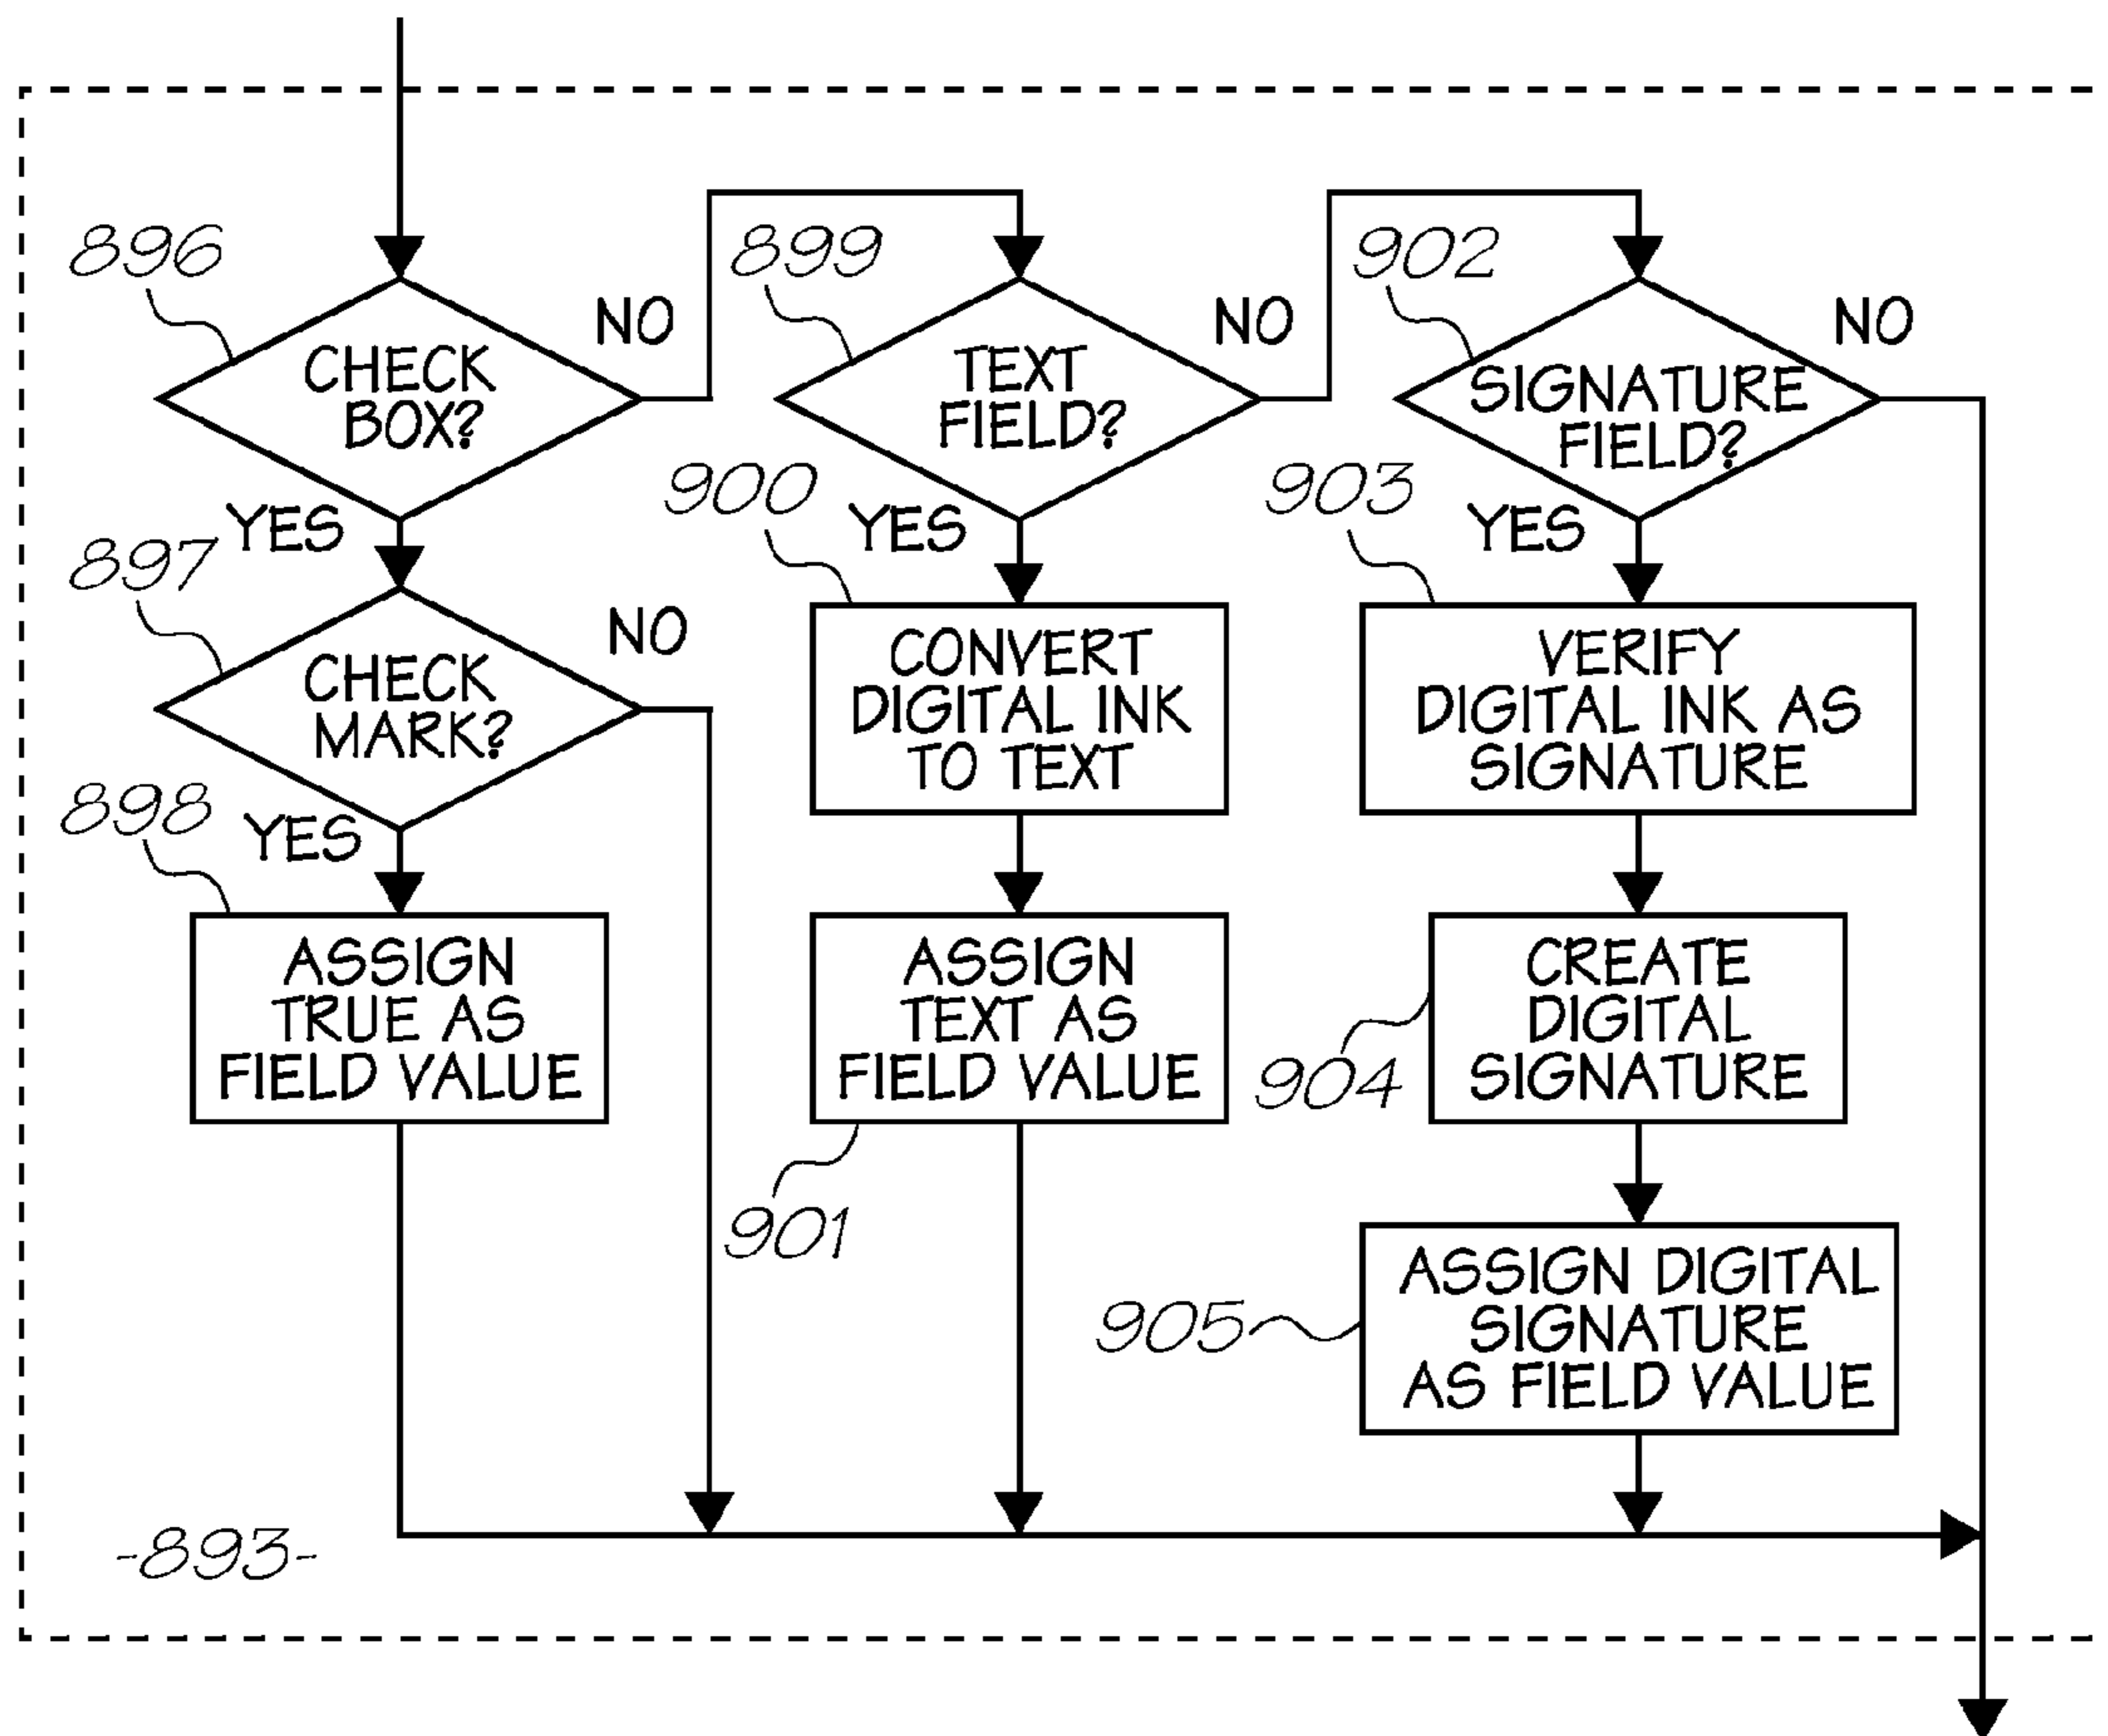 896
CHECK
BOX?
NO
YES
897
CHECK
MARK?
NO
YES
898
ASSIGN
TRUE AS
FIELD VALUE
899
TEXT
FIELD?
NO
YES
900
CONVERT
DIGITAL INK
TO TEXT
ASSIGN
TEXT AS
FIELD VALUE
901
902
SIGNATURE
FIELD?
NO
YES
903
VERIFY
DIGITAL INK AS
SIGNATURE
CREATE
DIGITAL
SIGNATURE
904
ASSIGN DIGITAL
SIGNATURE
AS FIELD VALUE
905
-893-